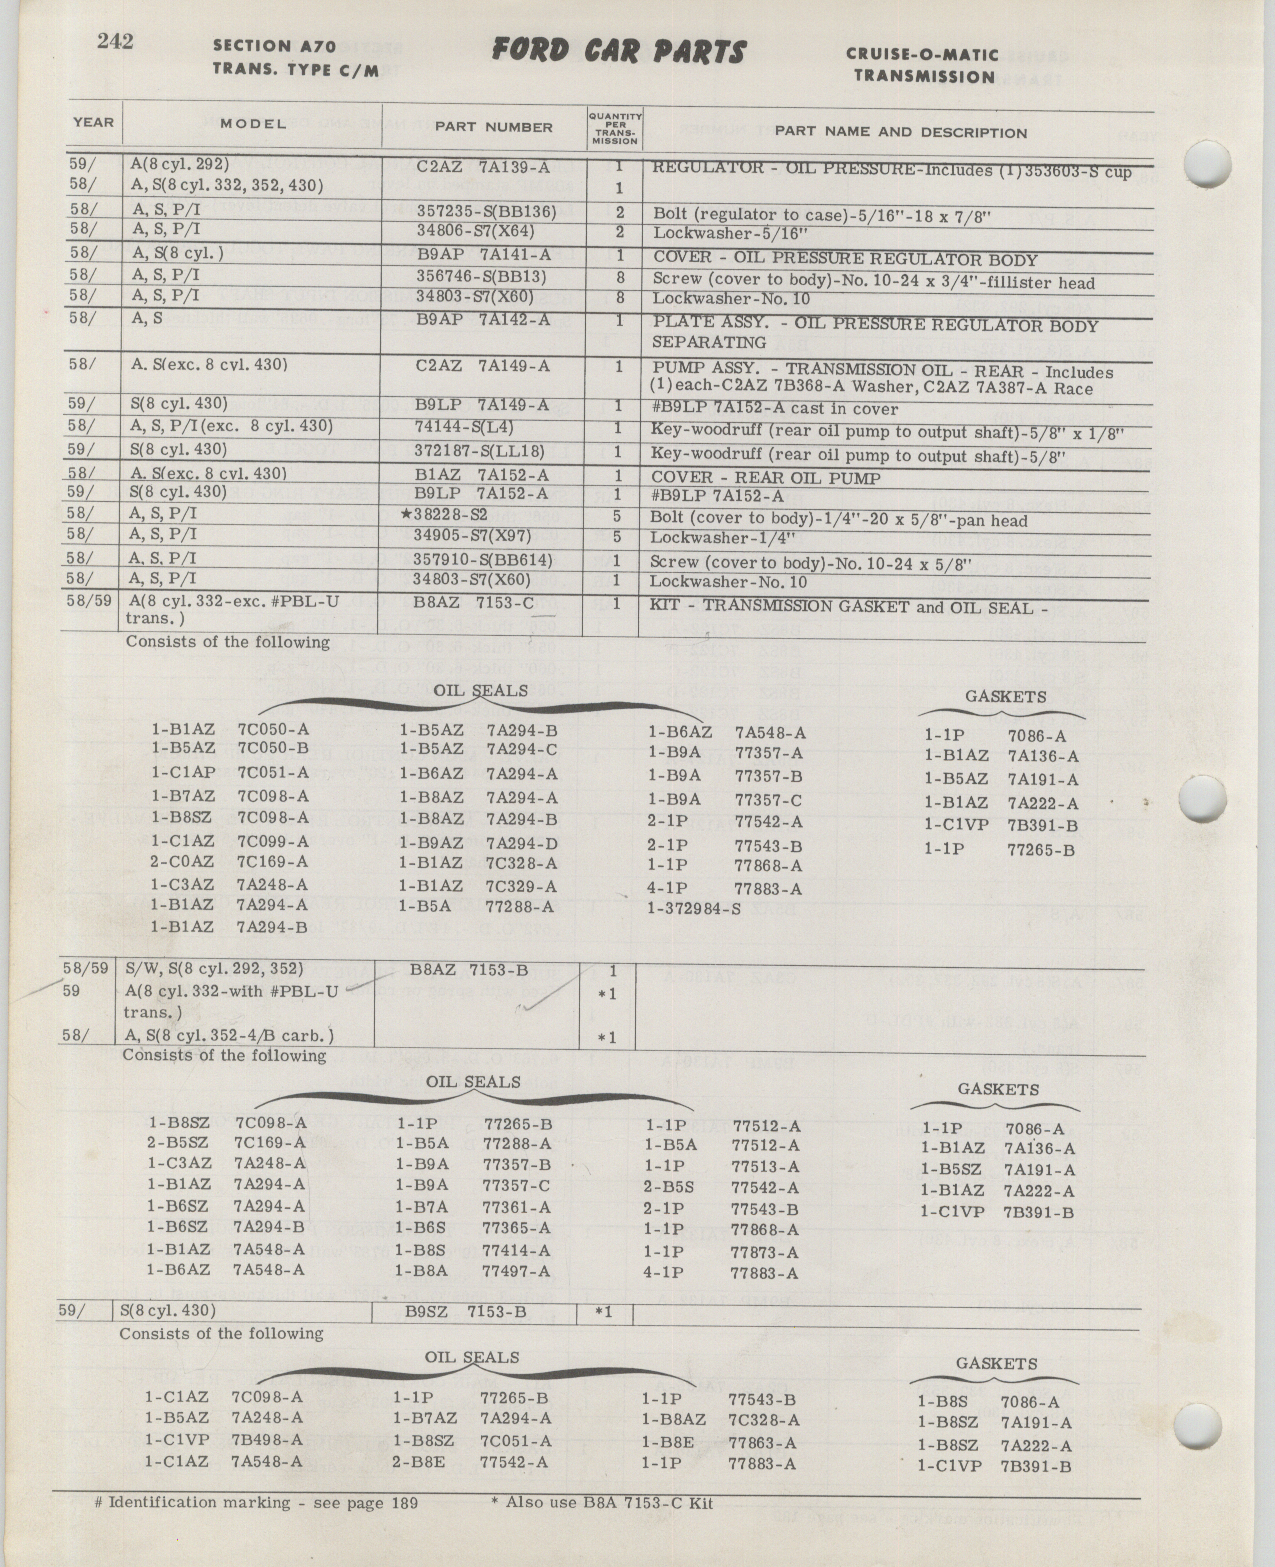 242
SECTION A70
TRANS. TYPE C/M
FORD CAR PARTS
CRUISE-O-MATIC
TRANSMISSION
YEAR MODEL PART NUMBER QUANTITY PER TRANS-MISSION PART NAME AND DESCRIPTION
59/ A(8 cyl. 292) C2AZ 7A139-A 1 REGULATOR - OIL PRESSURE-Includes (1)353603-S cup
58/ A, S(8 cyl. 332, 352, 430) 1
58/ A, S, P/I 357235-S(BB136) 2 Bolt (regulator to case)-5/16"-18 x 7/8"
58/ A, S, P/I 34806-S7(X64) 2 Lockwasher-5/16"
58/ A, S(8 cyl. ) B9AP 7A141-A 1 COVER - OIL PRESSURE REGULATOR BODY
58/ A, S, P/I 356746-S(BB13) 8 Screw (cover to body)-No. 10-24 x 3/4"-fillister head
58/ A, S, P/I 34803-S7(X60) 8 Lockwasher-No. 10
58/ A, S B9AP 7A142-A 1 PLATE ASSY. - OIL PRESSURE REGULATOR BODY
SEPARATING
58/ A. S(exc. 8 cyl. 430) C2AZ 7A149-A 1 PUMP ASSY. - TRANSMISSION OIL - REAR - Includes
(1)each-C2AZ 7B368-A Washer, C2AZ 7A387-A Race
59/ S(8 cyl. 430) B9LP 7A149-A 1 #B9LP 7A152-A cast in cover
58/ A, S, P/I(exc. 8 cyl. 430) 74144-S(L4) 1 Key-woodruff (rear oil pump to output shaft)-5/8" x 1/8"
59/ S(8 cyl. 430) 372187-S(LL18) 1 Key-woodruff (rear oil pump to output shaft)-5/8"
58/ A. S(exc. 8 cyl. 430) B1AZ 7A152-A 1 COVER - REAR OIL PUMP
59/ S(8 cyl. 430) B9LP 7A152-A 1 #B9LP 7A152-A
58/ A, S, P/I ★38228-S2 5 Bolt (cover to body)-1/4"-20 x 5/8"-pan head
58/ A, S, P/I 34905-S7(X97) 5 Lockwasher-1/4"
58/ A, S, P/I 357910-S(BB614) 1 Screw (cover to body)-No. 10-24 x 5/8"
58/ A, S, P/I 34803-S7(X60) 1 Lockwasher-No. 10
58/59 A(8 cyl. 332-exc. #PBL-U B8AZ 7153-C 1 KIT - TRANSMISSION GASKET and OIL SEAL -
trans. )
Consists of the following
OIL SEALS GASKETS
1-B1AZ 7C050-A 1-B5AZ 7A294-B 1-B6AZ 7A548-A 1-1P 7086-A
1-B5AZ 7C050-B 1-B5AZ 7A294-C 1-B9A 77357-A 1-B1AZ 7A136-A
1-C1AP 7C051-A 1-B6AZ 7A294-A 1-B9A 77357-B 1-B5AZ 7A191-A
1-B7AZ 7C098-A 1-B8AZ 7A294-A 1-B9A 77357-C 1-B1AZ 7A222-A
1-B8SZ 7C098-A 1-B8AZ 7A294-B 2-1P 77542-A 1-C1VP 7B391-B
1-C1AZ 7C099-A 1-B9AZ 7A294-D 2-1P 77543-B 1-1P 77265-B
2-C0AZ 7C169-A 1-B1AZ 7C328-A 1-1P 77868-A
1-C3AZ 7A248-A 1-B1AZ 7C329-A 4-1P 77883-A
1-B1AZ 7A294-A 1-B5A 77288-A 1-372984-S
1-B1AZ 7A294-B
58/59 S/W, S(8 cyl. 292, 352) B8AZ 7153-B 1
59 A(8 cyl. 332-with #PBL-U *1
trans. )
58/ A, S(8 cyl. 352-4/B carb. ) *1
Consists of the following
OIL SEALS GASKETS
1-B8SZ 7C098-A 1-1P 77265-B 1-1P 77512-A 1-1P 7086-A
2-B5SZ 7C169-A 1-B5A 77288-A 1-B5A 77512-A 1-B1AZ 7A136-A
1-C3AZ 7A248-A 1-B9A 77357-B 1-1P 77513-A 1-B5SZ 7A191-A
1-B1AZ 7A294-A 1-B9A 77357-C 2-B5S 77542-A 1-B1AZ 7A222-A
1-B6SZ 7A294-A 1-B7A 77361-A 2-1P 77543-B 1-C1VP 7B391-B
1-B6SZ 7A294-B 1-B6S 77365-A 1-1P 77868-A
1-B1AZ 7A548-A 1-B8S 77414-A 1-1P 77873-A
1-B6AZ 7A548-A 1-B8A 77497-A 4-1P 77883-A
59/ S(8 cyl. 430) B9SZ 7153-B *1
Consists of the following
OIL SEALS GASKETS
1-C1AZ 7C098-A 1-1P 77265-B 1-1P 77543-B 1-B8S 7086-A
1-B5AZ 7A248-A 1-B7AZ 7A294-A 1-B8AZ 7C328-A 1-B8SZ 7A191-A
1-C1VP 7B498-A 1-B8SZ 7C051-A 1-B8E 77863-A 1-B8SZ 7A222-A
1-C1AZ 7A548-A 2-B8E 77542-A 1-1P 77883-A 1-C1VP 7B391-B
# Identification marking - see page 189 * Also use B8A 7153-C Kit